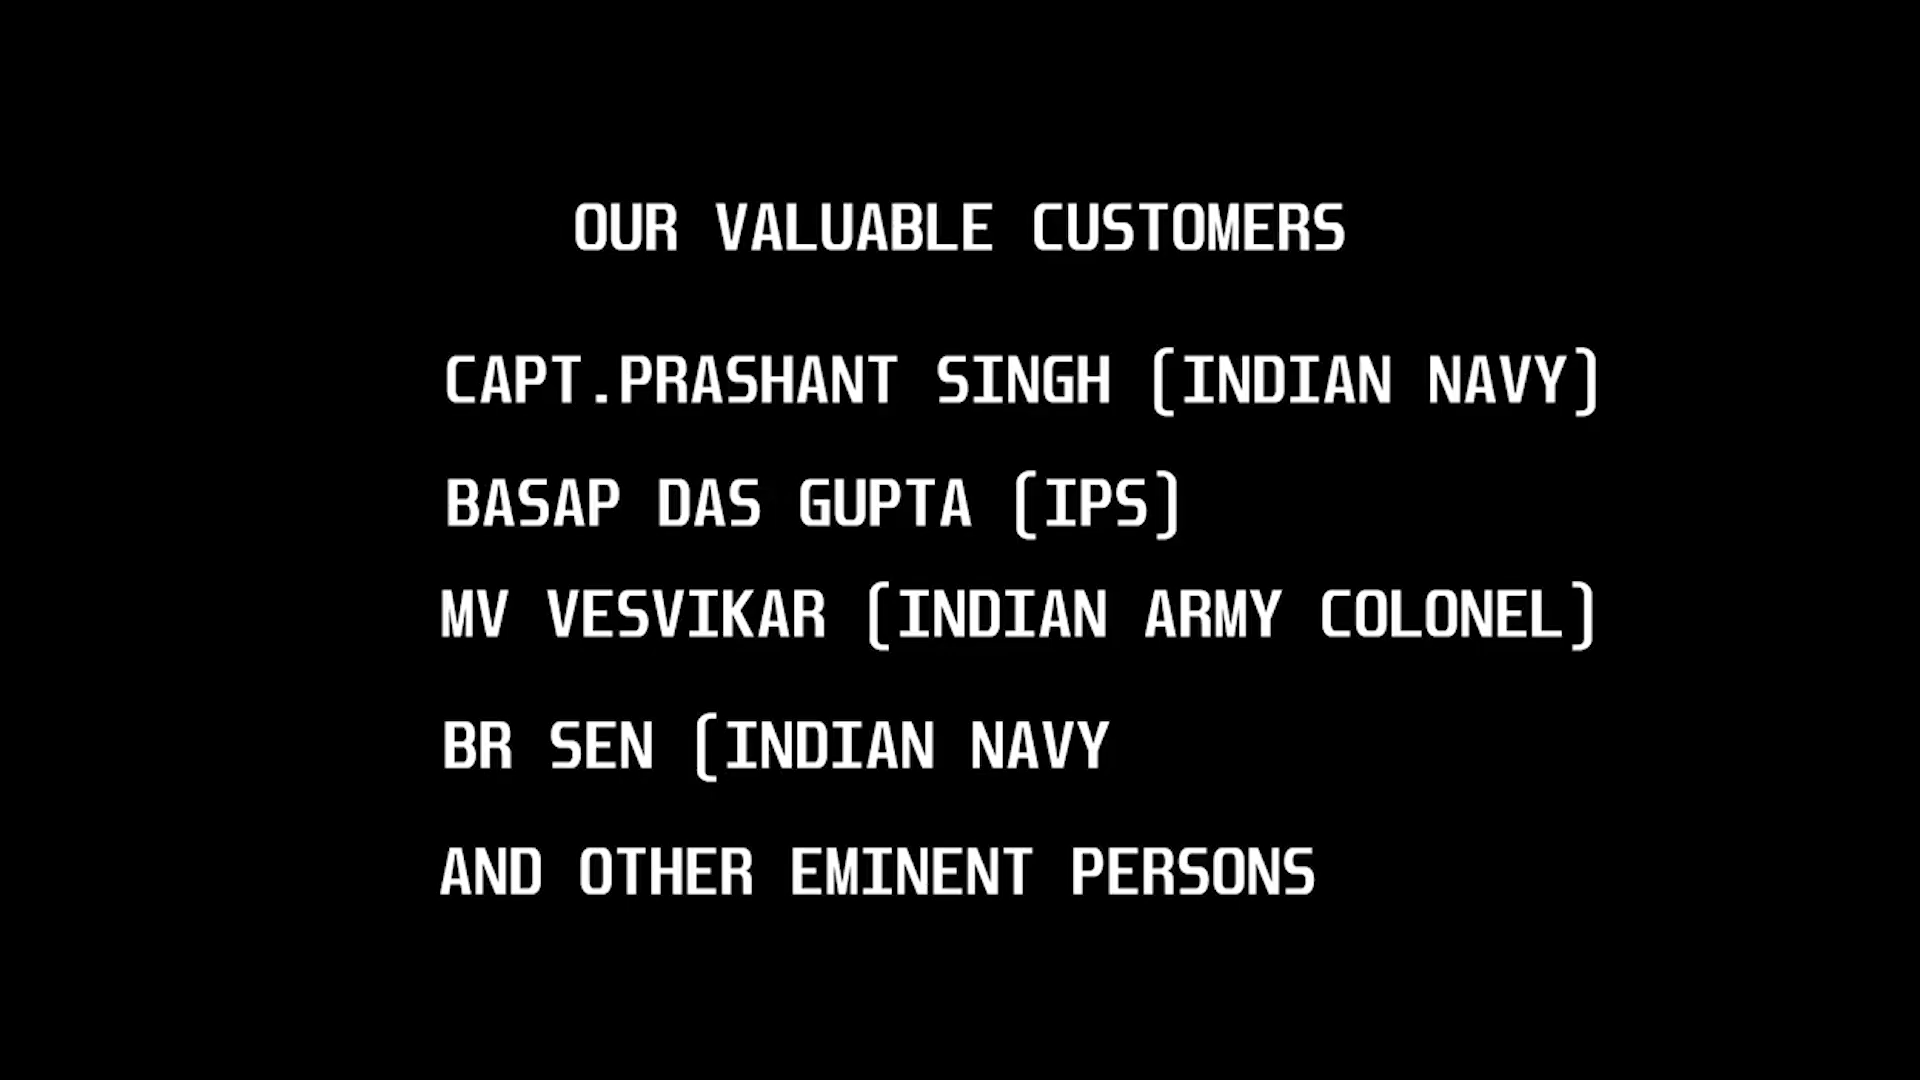 OUR VALUABLE CUSTOMERS
CAPT.PRASHANT SINGH (INDIAN NAVY)
BASAP DAS GUPTA (IPS)
MV VESVIKAR (INDIAN ARMY COLONEL)
BR SEN (INDIAN NAVY
AND OTHER EMINENT PERSONS